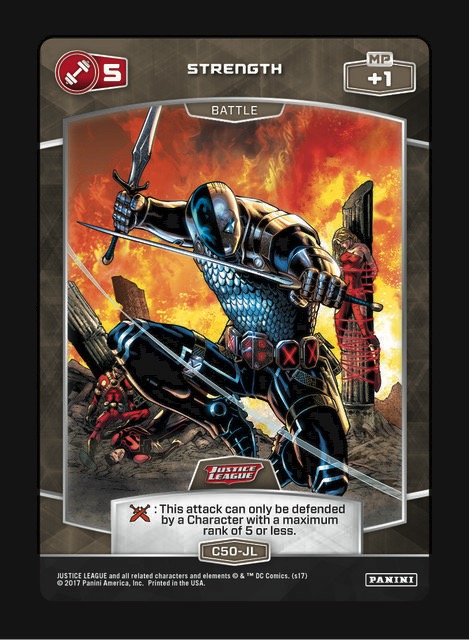 5
STRENGTH
MP
+1
BATTLE
JUSTICE
LEAGUE
: This attack can only be defended
by a Character with a maximum
rank of 5 or less.
C50-JL
JUSTICE LEAGUE and all related characters and elements © & ™ DC Comics. (s17)
© 2017 Panini America, Inc. Printed in the USA.
PANINI